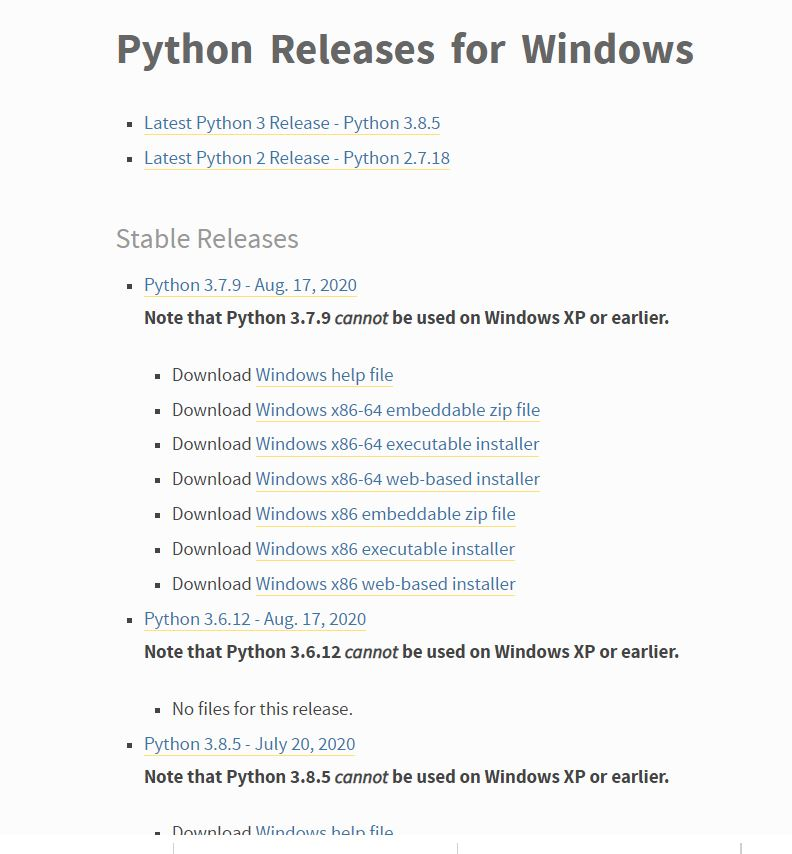 Python Releases for Windows
Latest Python 3 Release - Python 3.8.5
Latest Python 2 Release - Python 2.7.18
Stable Releases
Python 3.7.9 - Aug. 17, 2020
Note that Python 3.7.9 cannot be used on Windows XP or earlier.
Download Windows help file
Download Windows x86-64 embeddable zip file
Download Windows x86-64 executable installer
Download Windows x86-64 web-based installer
Download Windows x86 embeddable zip file
Download Windows x86 executable installer
Download Windows x86 web-based installer
Python 3.6.12 - Aug. 17, 2020
Note that Python 3.6.12 cannot be used on Windows XP or earlier.
No files for this release.
Python 3.8.5 - July 20, 2020
Note that Python 3.8.5 cannot be used on Windows XP or earlier.
Download Windows help file